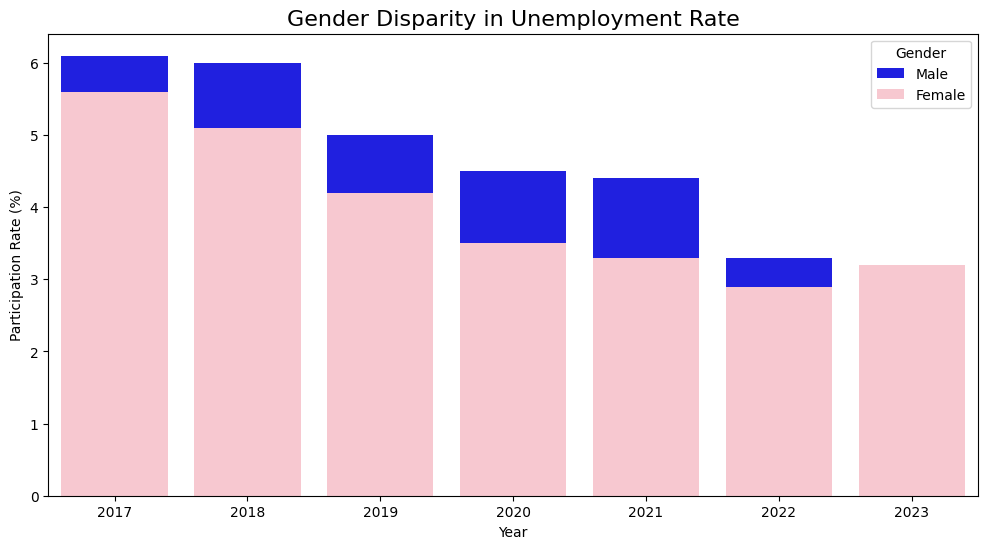 Gender Disparity in Unemployment Rate
Gender
Male
Female
Participation Rate (%)
6
5
4
3
2
1
0
2017 2018 2019 2020 2021 2022 2023
Year